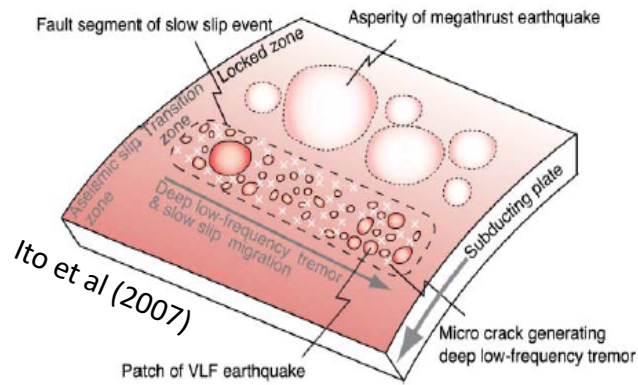 Fault segment of slow slip event
Asperity of megathrust earthquake
Locked zone
Transition
zone
Aseismic slip
zone
Deep low-frequency tremor
& slow slip migration
Subducting plate
Ito et al (2007)
Micro crack generating
deep low-frequency tremor
Patch of VLF earthquake